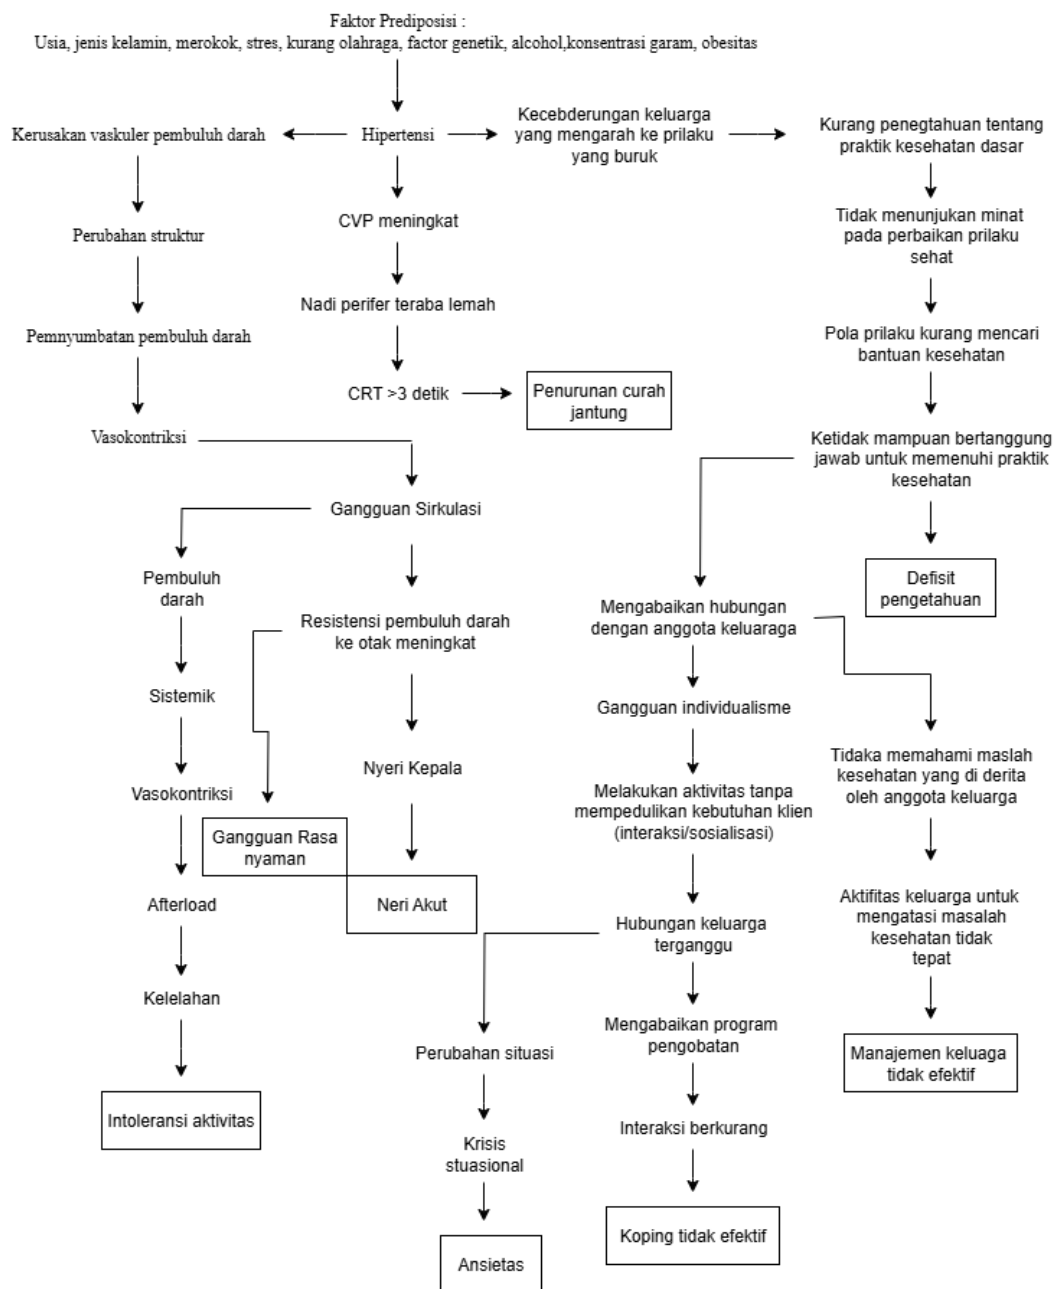 Faktor Prediposisi :
Usia, jenis kelamin, merokok, stres, kurang olahraga, factor genetik, alcohol,konsentrasi garam, obesitas
Kerusakan vaskuler pembuluh darah
Hipertensi
Kecebderungan keluarga
yang mengarah ke prilaku
yang buruk
Kurang penegtahuan tentang
praktik kesehatan dasar
Perubahan struktur
CVP meningkat
Tidak menunjukan minat
pada perbaikan prilaku
sehat
Pemnyumbatan pembuluh darah
Nadi perifer teraba lemah
Pola prilaku kurang mencari
bantuan kesehatan
CRT >3 detik
Penurunan curah
jantung
Vasokontriksi
Ketidak mampuan bertanggung
jawab untuk memenuhi praktik
kesehatan
Gangguan Sirkulasi
Pembuluh
darah
Resistensi pembuluh darah
ke otak meningkat
Mengabaikan hubungan
dengan anggota keluaraga
Defisit
pengetahuan
Sistemik
Gangguan individualisme
Vasokontriksi
Nyeri Kepala
Melakukan aktivitas tanpa
mempedulikan kebutuhan klien
(interaksi/sosialisasi)
Tidaka memahami maslah
kesehatan yang di derita
oleh anggota keluarga
Gangguan Rasa
nyaman
Afterload
Neri Akut
Hubungan keluarga
terganggu
Aktifitas keluarga untuk
mengatasi masalah
kesehatan tidak
tepat
Kelelahan
Perubahan situasi
Mengabaikan program
pengobatan
Manajemen keluaga
tidak efektif
Intoleransi aktivitas
Krisis
stuasional
Interaksi berkurang
Ansietas
Koping tidak efektif